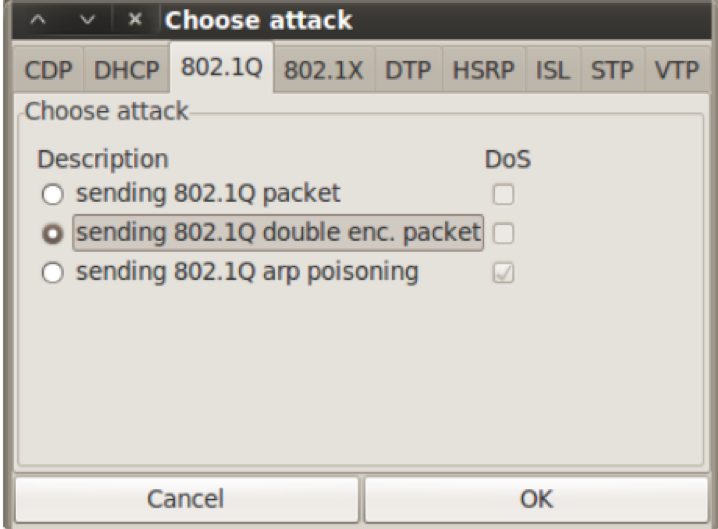 Choose attack
CDP DHCP 802.1Q 802.1X DTP HSRP ISL STP VTP
Choose attack
Description DoS
sending 802.1Q packet
sending 802.1Q double enc. packet
sending 802.1Q arp poisoning
Cancel OK